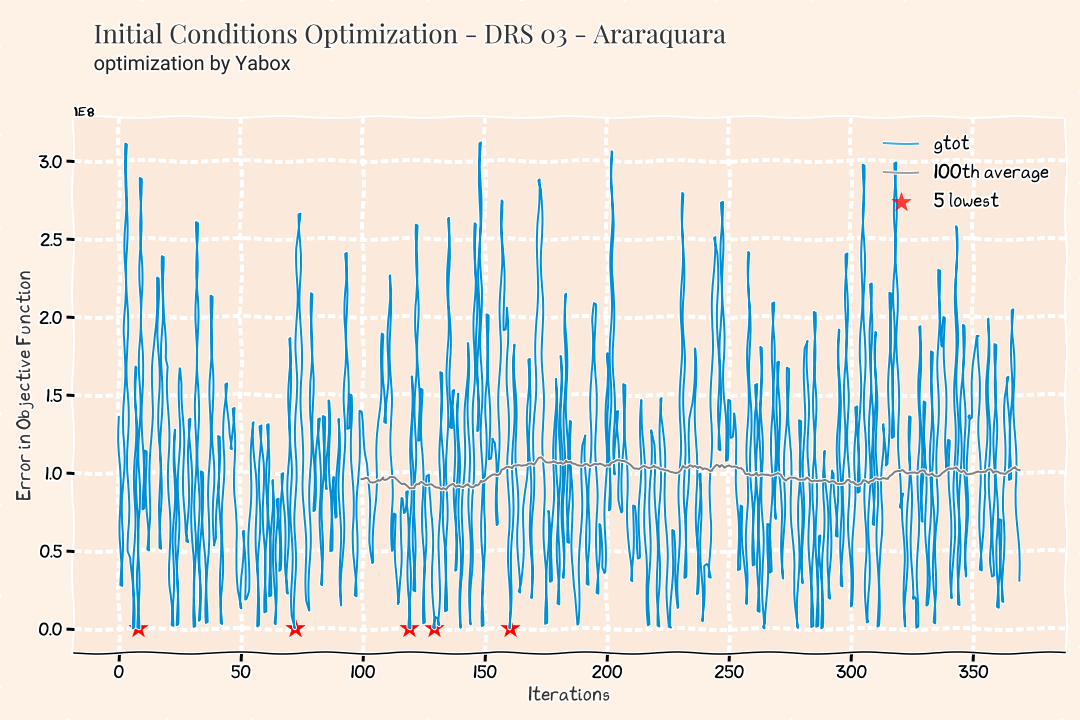 Initial Conditions Optimization - DRS 03 - Araraquara
optimization by Yabox
1E8
gtot
100th average
5 lowest
Error in Objective Function
3.0
2.5
2.0
1.5
1.0
0.5
0.0
0 50 100 150 200 250 300 350
Iterations